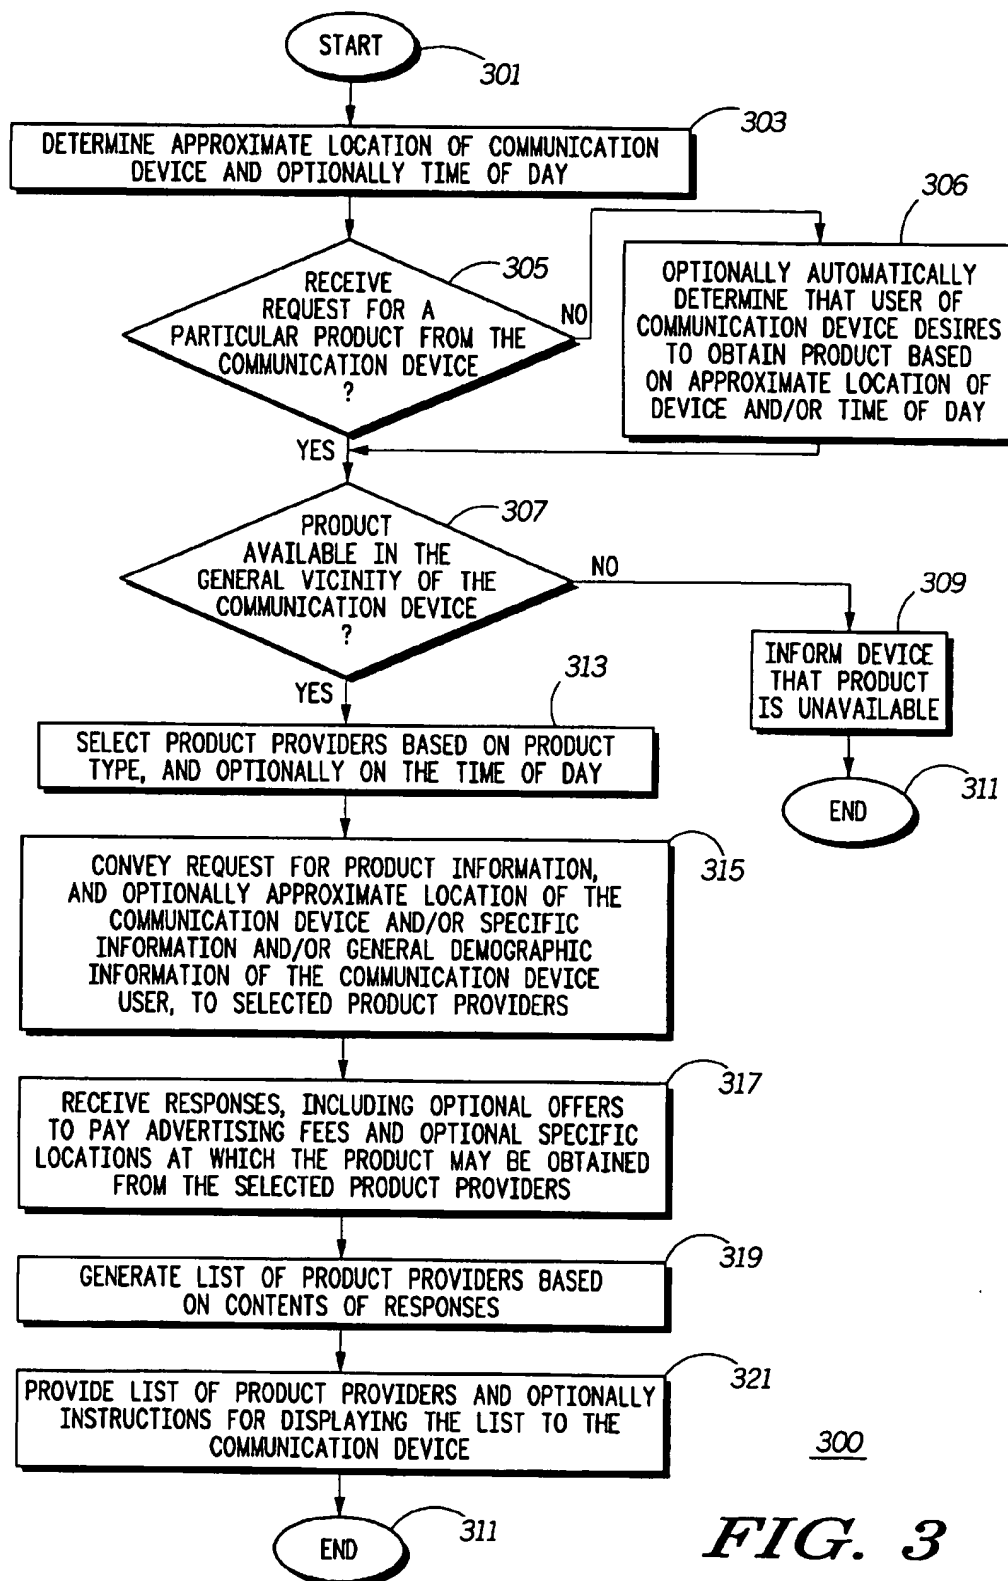 START
301
303
DETERMINE APPROXIMATE LOCATION OF COMMUNICATION
DEVICE AND OPTIONALLY TIME OF DAY
305
RECEIVE
REQUEST FOR A
PARTICULAR PRODUCT FROM THE
COMMUNICATION DEVICE
?
NO
306
OPTIONALLY AUTOMATICALLY
DETERMINE THAT USER OF
COMMUNICATION DEVICE DESIRES
TO OBTAIN PRODUCT BASED
ON APPROXIMATE LOCATION OF
DEVICE AND/OR TIME OF DAY
YES
307
PRODUCT
AVAILABLE IN THE
GENERAL VICINITY OF THE
COMMUNICATION DEVICE
?
NO
309
INFORM DEVICE
THAT PRODUCT
IS UNAVAILABLE
END
311
YES
313
SELECT PRODUCT PROVIDERS BASED ON PRODUCT
TYPE, AND OPTIONALLY ON THE TIME OF DAY
315
CONVEY REQUEST FOR PRODUCT INFORMATION,
AND OPTIONALLY APPROXIMATE LOCATION OF THE
COMMUNICATION DEVICE AND/OR SPECIFIC
INFORMATION AND/OR GENERAL DEMOGRAPHIC
INFORMATION OF THE COMMUNICATION DEVICE
USER, TO SELECTED PRODUCT PROVIDERS
317
RECEIVE RESPONSES, INCLUDING OPTIONAL OFFERS
TO PAY ADVERTISING FEES AND OPTIONAL SPECIFIC
LOCATIONS AT WHICH THE PRODUCT MAY BE OBTAINED
FROM THE SELECTED PRODUCT PROVIDERS
319
GENERATE LIST OF PRODUCT PROVIDERS BASED
ON CONTENTS OF RESPONSES
321
PROVIDE LIST OF PRODUCT PROVIDERS AND OPTIONALLY
INSTRUCTIONS FOR DISPLAYING THE LIST TO THE
COMMUNICATION DEVICE
END
311
300
FIG. 3